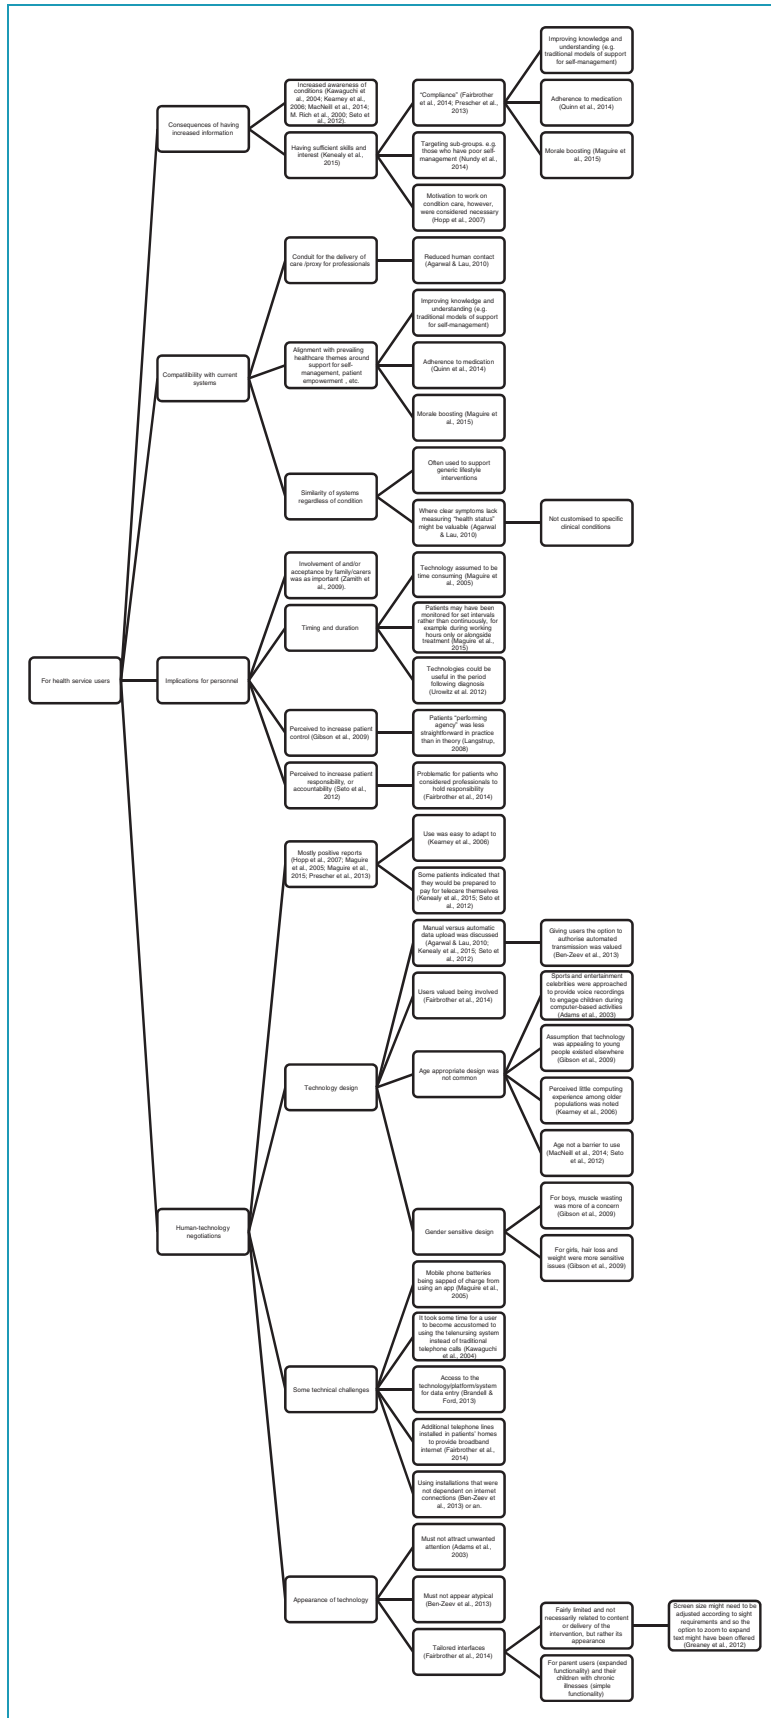 For health service users
Consequences of having
increased information
Increased awareness of
conditions (Kawaguchi et
al., 2004; Kearney et al.,
2006; MacNeill et al., 2014;
M. Rich et al., 2000; Seto et
al., 2012).
Having sufficient skills and
interest (Kenealy et al.,
2015)
"Compliance" (Fairbrother
et al., 2014; Prescher et al.,
2013)
Improving knowledge and
understanding (e.g.
traditional models of support
for self-management)
Adherence to medication
(Quinn et al., 2014)
Morale boosting (Maguire et
al., 2015)
Targeting sub-groups. e.g.
those who have poor self-
management (Nundy et al.,
2014)
Motivation to work on
condition care, however,
were considered necessary
(Hopp et al., 2007)
Compatilibility with current
systems
Conduit for the delivery of
care /proxy for professionals
Reduced human contact
(Agarwal & Lau, 2010)
Alignment with prevailing
healthcare themes around
support for self-
management, patient
empowerment , etc.
Improving knowledge and
understanding (e.g.
traditional models of support
for self-management)
Adherence to medication
(Quinn et al., 2014)
Morale boosting (Maguire et
al., 2015)
Similarity of systems
regardless of condition
Often used to support
generic lifestyle
interventions
Where clear symptoms lack
measuring "health status"
might be valuable (Agarwal
& Lau, 2010)
Not customised to specific
clinical conditions
Implications for personnel
Involvement of and/or
acceptance by family/carers
was as important (Zamith et
al., 2009).
Timing and duration
Technology assumed to be
time consuming (Maguire et
al., 2005)
Patients may have been
monitored for set intervals
rather than continuously, for
example during working
hours only or alongside
treatment (Maguire et al.,
2015)
Technologies could be
useful in the period
following diagnosis
(Urowitz et al. 2012)
Perceived to increase patient
control (Gibson et al., 2009)
Patients "performing
agency" was less
straightforward in practice
than in theory (Langstrup,
2008)
Perceived to increase patient
responsibility, or
accountability (Seto et al.,
2012)
Problematic for patients who
considered professionals to
hold responsibility
(Fairbrother et al., 2014)
Human-technology
negotiations
Mostly positive reports
(Hopp et al., 2007; Maguire
et al., 2005; Maguire et al.,
2015; Prescher et al., 2013)
Use was easy to adapt to
(Kearney et al., 2006)
Some patients indicated that
they would be prepared to
pay for telecare themselves
(Kenealy et al., 2015; Seto et
al., 2012)
Technology design
Manual versus automatic
data upload was discussed
(Agarwal & Lau, 2010;
Kenealy et al., 2015; Seto et
al., 2012)
Giving users the option to
authorise automated
transmission was valued
(Ben-Zeev et al., 2013)
Users valued being involved
(Fairbrother et al., 2014)
Age appropriate design was
not common
Sports and entertainment
celebrities were approached
to provide voice recordings
to engage children during
computer-based activities
(Adams et al., 2003)
Assumption that technology
was appealing to young
people existed elsewhere
(Gibson et al., 2009)
Perceived little computing
experience among older
populations was noted
(Kearney et al., 2006)
Age not a barrier to use
(MacNeill et al., 2014; Seto
et al., 2012)
Gender sensitive design
For boys, muscle wasting
was more of a concern
(Gibson et al., 2009)
For girls, hair loss and
weight were more sensitive
issues (Gibson et al., 2009)
Some technical challenges
Mobile phone batteries
being sapped of charge from
using an app (Maguire et al.,
2005)
It took some time for a user
to become accustomed to
using the telenursing system
instead of traditional
telephone calls (Kawaguchi
et al., 2004)
Access to the
technology/platform/system
for data entry (Brandell &
Ford, 2013)
Additional telephone lines
installed in patients' homes
to provide broadband
internet (Fairbrother et al.,
2014)
Using installations that were
not dependent on internet
connections (Ben-Zeev et
al., 2013) or an.
Appearance of technology
Must not attract unwanted
attention (Adams et al.,
2003)
Must not appear atypical
(Ben-Zeev et al., 2013)
Tailored interfaces
(Fairbrother et al., 2014)
Fairly limited and not
necessarily related to content
or delivery of the
intervention, but rather its
appearance
Screen size might need to be
adjusted according to sight
requirements and so the
option to zoom to expand
text might have been offered
(Greaney et al., 2012)
For parent users (expanded
functionality) and their
children with chronic
illnesses (simple
functionality)